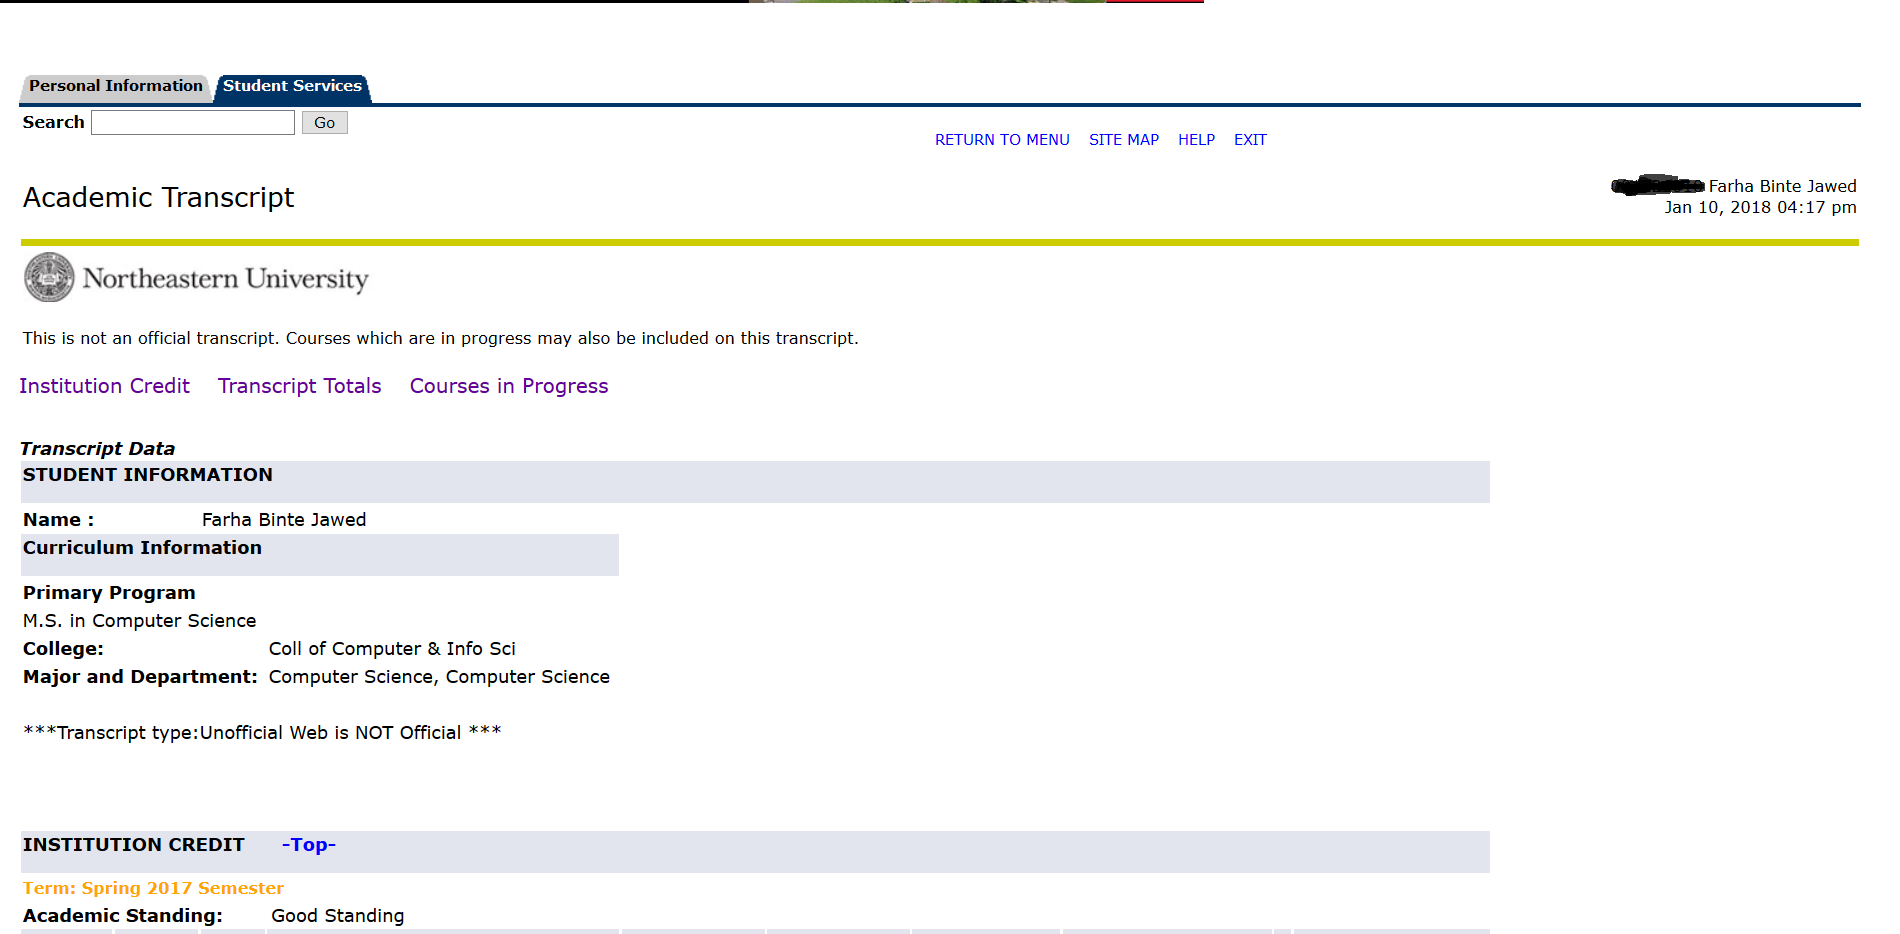 Personal Information Student Services
Search Go
RETURN TO MENU SITE MAP HELP EXIT
Academic Transcript
Farha Binte Jawed
Jan 10, 2018 04:17 pm
Northeastern University
This is not an official transcript. Courses which are in progress may also be included on this transcript.
Institution Credit Transcript Totals Courses in Progress
Transcript Data
STUDENT INFORMATION
Name : Farha Binte Jawed
Curriculum Information
Primary Program
M.S. in Computer Science
College: Coll of Computer & Info Sci
Major and Department: Computer Science, Computer Science
***Transcript type:Unofficial Web is NOT Official ***
INSTITUTION CREDIT -Top-
Term: Spring 2017 Semester
Academic Standing: Good Standing